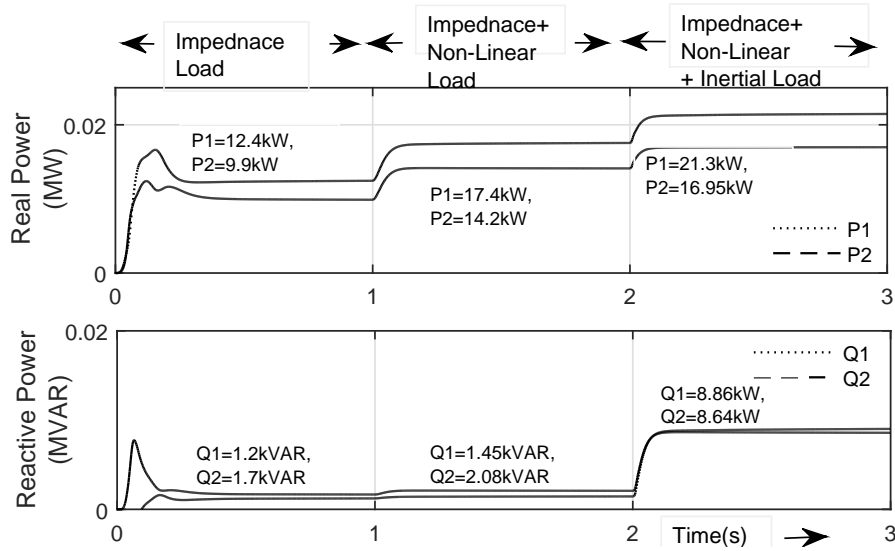 Impednace
Load
Impednace+
Non-Linear
Load
Impednace+
Non-Linear
+ Inertial Load
Real Power
(MW)
0.02
0
P1=12.4kW,
P2=9.9kW
P1=17.4kW,
P2=14.2kW
P1=21.3kW,
P2=16.95kW
P1
P2
0 1 2 3
Reactive Power
(MVAR)
0.02
0
Q1=1.2kVAR,
Q2=1.7kVAR
Q1=1.45kVAR,
Q2=2.08kVAR
Q1=8.86kW,
Q2=8.64kW
Q1
Q2
0 1 2 3
Time(s)